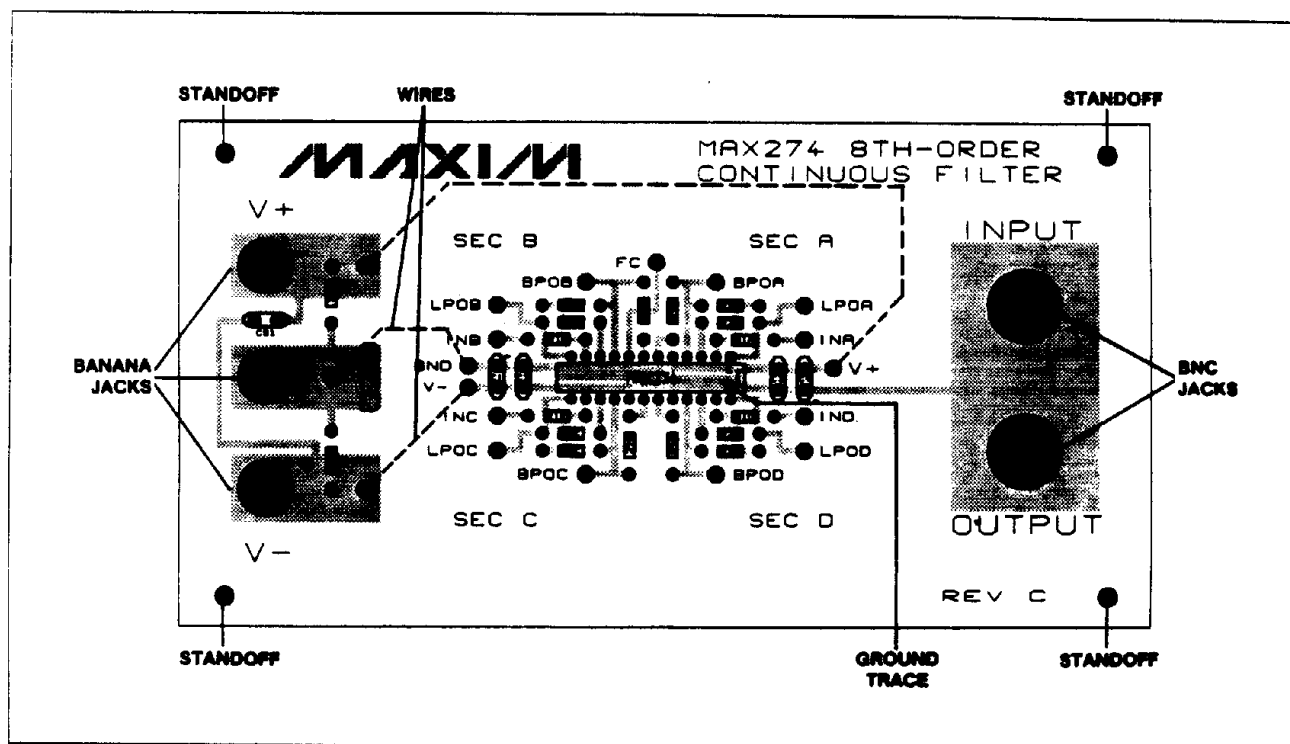 STANDOFF
WIRES
STANDOFF
MAXIM
MAX274 8TH-ORDER
CONTINUOUS FILTER
V+
INPUT
SEC B
SEC A
FC
BPOB
BPOA
LPOB
LPOA
INB
INA
CB1
BANANA
JACKS
GND
V-
V+
BNC
JACKS
INC
IND
LPOC
LPOD
BPOC
BPOD
SEC C
SEC D
OUTPUT
V-
REV C
STANDOFF
GROUND
TRACE
STANDOFF